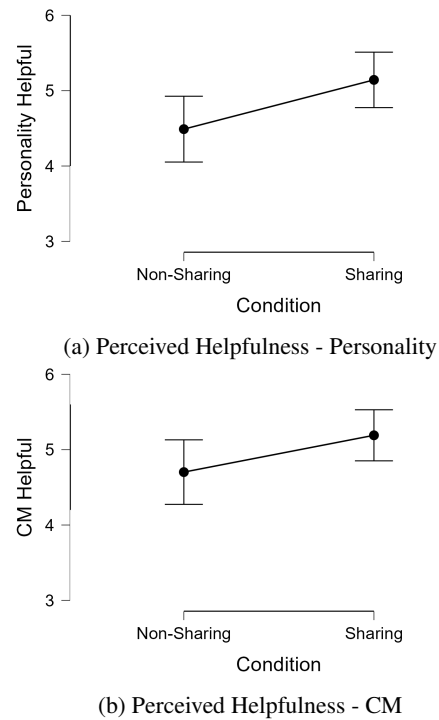 6
5
4
3
Personality Helpful
Non-Sharing Sharing
Condition
(a) Perceived Helpfulness - Personality
6
5
4
3
CM Helpful
Non-Sharing Sharing
Condition
(b) Perceived Helpfulness - CM